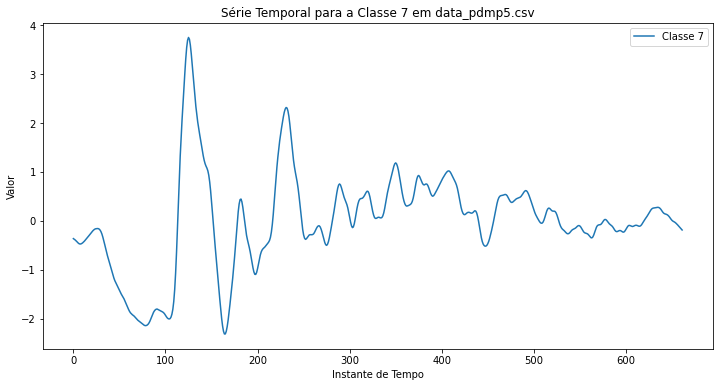 Série Temporal para a Classe 7 em data_pdmp5.csv
Classe 7
Valor
4
3
2
1
0
−1
−2
0 100 200 300 400 500 600
Instante de Tempo